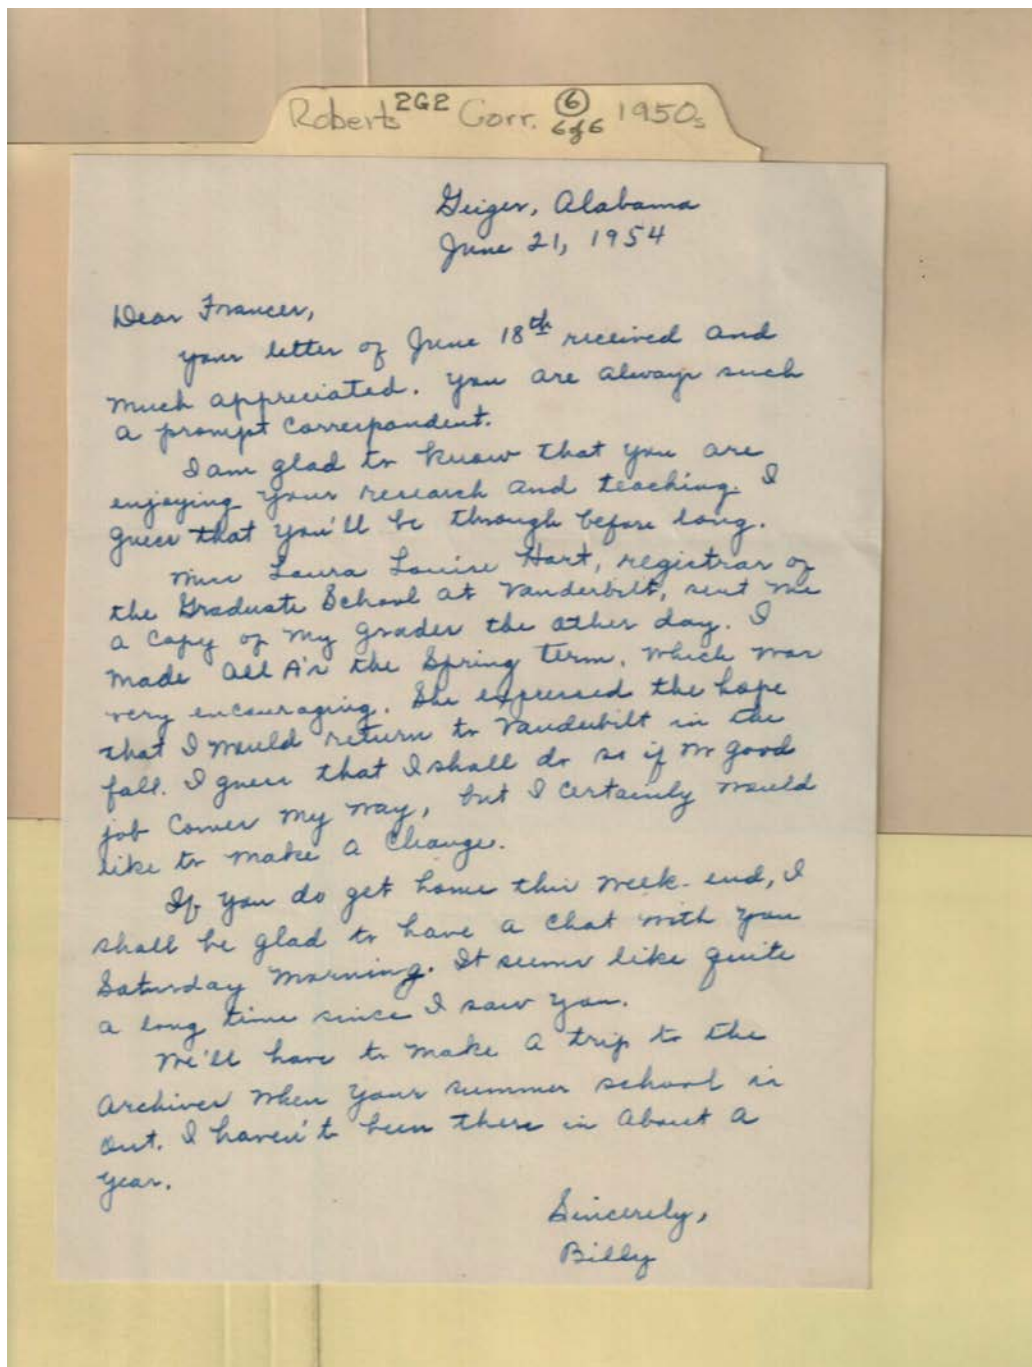 Roberts 2G2 Corr. 6 1950s
6 of 6
Geiger, Alabama
June 21, 1954
Dear Frances,
Your letter of June 18th received and
much appreciated. You are always such
a prompt correspondent.
I am glad to know that you are
enjoying your research and teaching. I
guess that you'll be through before long.
Miss Laura Louise Hart, registrar of
the Graduate School at Vanderbilt, sent me
a copy of my grades the other day. I
made all A's the Spring term, which was
very encouraging. She expressed the hope
that I would return to Vanderbilt in the
fall. I guess that I shall do so if no good
job comes my way, but I certainly would
like to make a change.
If you do get home this week-end, I
shall be glad to have a chat with you
Saturday morning. It seems like quite
a long time since I saw you.
We'll have to make a trip to the
Archives when your summer school is
out. I haven't been there in about a
year.
Sincerely,
Billy